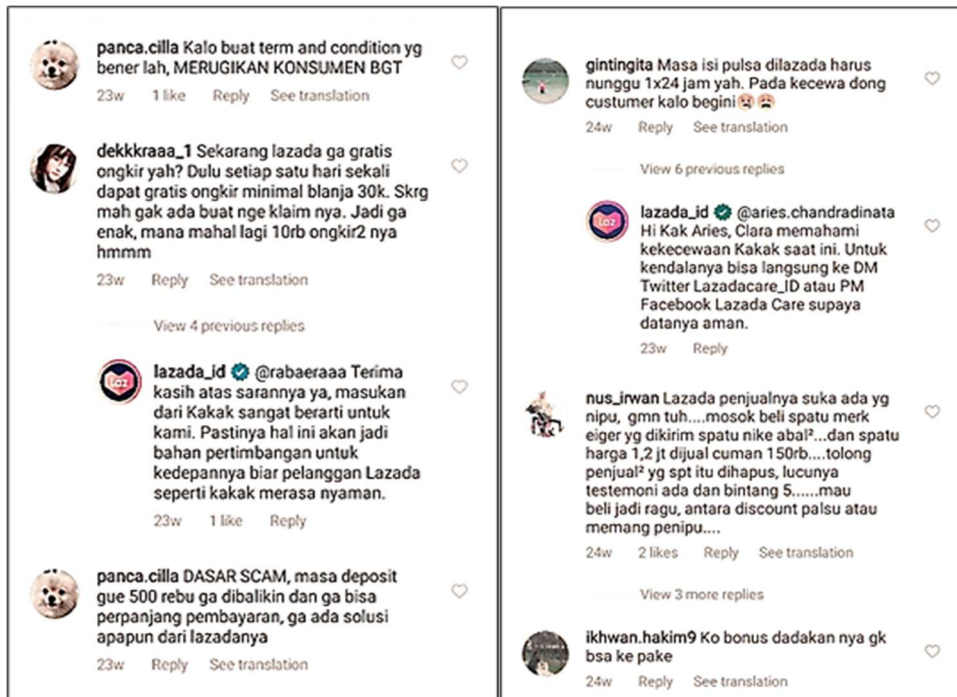 panca.cilla Kalo buat term and condition yg
bener lah, MERUGIKAN KONSUMEN BGT
23w 1 like Reply See translation
dekkkraaa_1 Sekarang lazada ga gratis
ongkir yah? Dulu setiap satu hari sekali
dapat gratis ongkir minimal blanja 30k. Skrg
mah gak ada buat nge klaim nya. Jadi ga
enak, mana mahal lagi 10rb ongkir2 nya
hmmm
23w Reply See translation
View 4 previous replies
Laz
lazada_id @rabaeraaa Terima
kasih atas sarannya ya, masukan
dari Kakak sangat berarti untuk
kami. Pastinya hal ini akan jadi
bahan pertimbangan untuk
kedepannya biar pelanggan Lazada
seperti kakak merasa nyaman.
23w 1 like Reply
panca.cilla DASAR SCAM, masa deposit
gue 500 rebu ga dibalikin dan ga bisa
perpanjang pembayaran, ga ada solusi
apapun dari lazadanya
23w Reply See translation
gintingita Masa isi pulsa dilazada harus
nunggu 1x24 jam yah. Pada kecewa dong
custumer kalo begini
24w Reply See translation
View 6 previous replies
Laz
lazada_id @aries.chandradinata
Hi Kak Aries, Clara memahami
kekecewaan Kakak saat ini. Untuk
kendalanya bisa langsung ke DM
Twitter Lazadacare_ID atau PM
Facebook Lazada Care supaya
datanya aman.
23w Reply
nus_irwan Lazada penjualnya suka ada yg
nipu, gmn tuh....mosok beli spatu merk
eiger yg dikirim spatu nike abal²...dan spatu
harga 1,2 jt dijual cuman 150rb....tolong
penjual² yg spt itu dihapus, lucunya
testemoni ada dan bintang 5......mau
beli jadi ragu, antara discount palsu atau
memang penipu....
24w 2 likes Reply See translation
View 3 more replies
ikhwan.hakim9 Ko bonus dadakan nya gk
bsa ke pake
24w Reply See translation